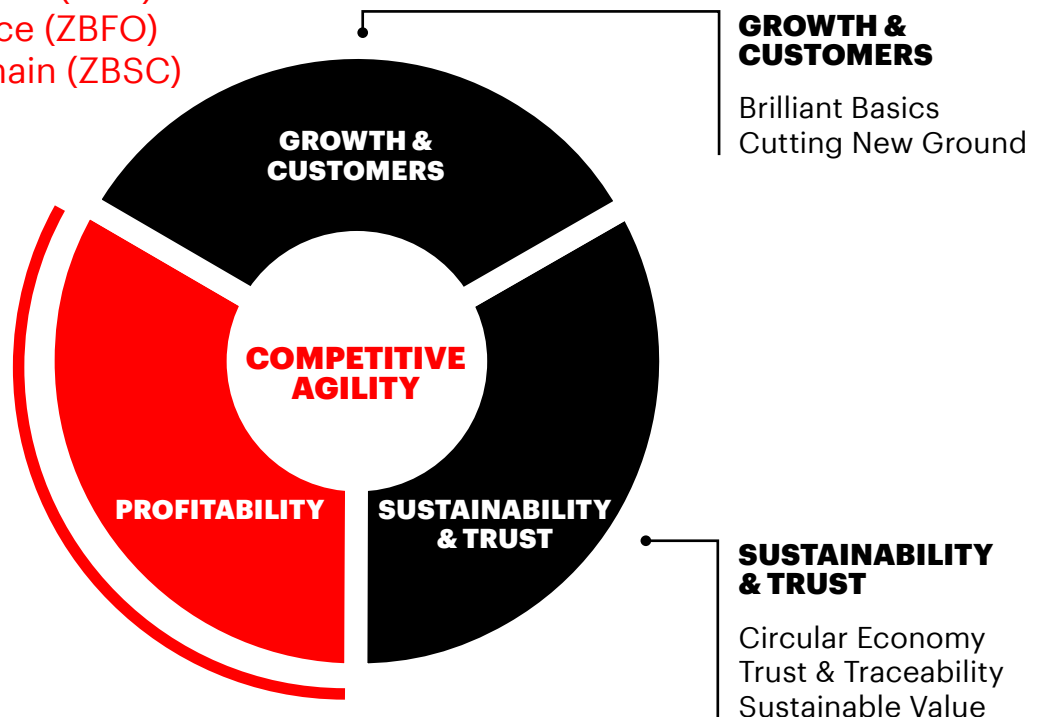 ce (ZBFO)
hain (ZBSC)
GROWTH &
CUSTOMERS
Brilliant Basics
Cutting New Ground
GROWTH &
CUSTOMERS
COMPETITIVE
AGILITY
PROFITABILITY
SUSTAINABILITY
& TRUST
SUSTAINABILITY
& TRUST
Circular Economy
Trust & Traceability
Sustainable Value